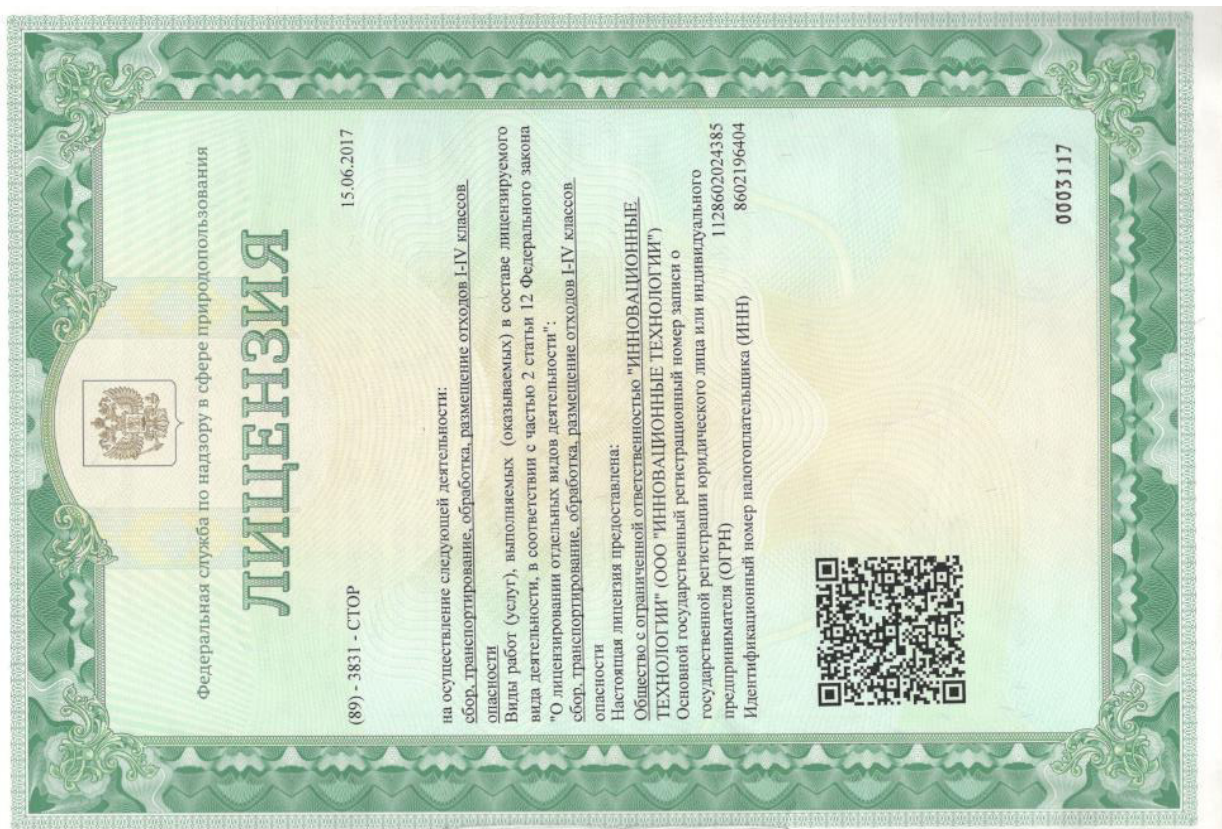 Федеральная служба по надзору в сфере природопользования
ЛИЦЕНЗИЯ
(89) - 3831 - СТОР 15.06.2017
на осуществление следующей деятельности:
сбор, транспортирование, обработка, размещение отходов I-IV классов
опасности
Виды работ (услуг), выполняемых (оказываемых) в составе лицензируемого
вида деятельности, в соответствии с частью 2 статьи 12 Федерального закона
"О лицензировании отдельных видов деятельности":
сбор, транспортирование, обработка, размещение отходов I-IV классов
опасности
Настоящая лицензия предоставлена:
Общество с ограниченной ответственностью "ИННОВАЦИОННЫЕ
ТЕХНОЛОГИИ" (ООО "ИННОВАЦИОННЫЕ ТЕХНОЛОГИИ")
Основной государственный регистрационный номер записи о
государственной регистрации юридического лица или индивидуального
предпринимателя (ОГРН) 1128602024385
Идентификационный номер налогоплательщика (ИНН) 8602196404
0003117